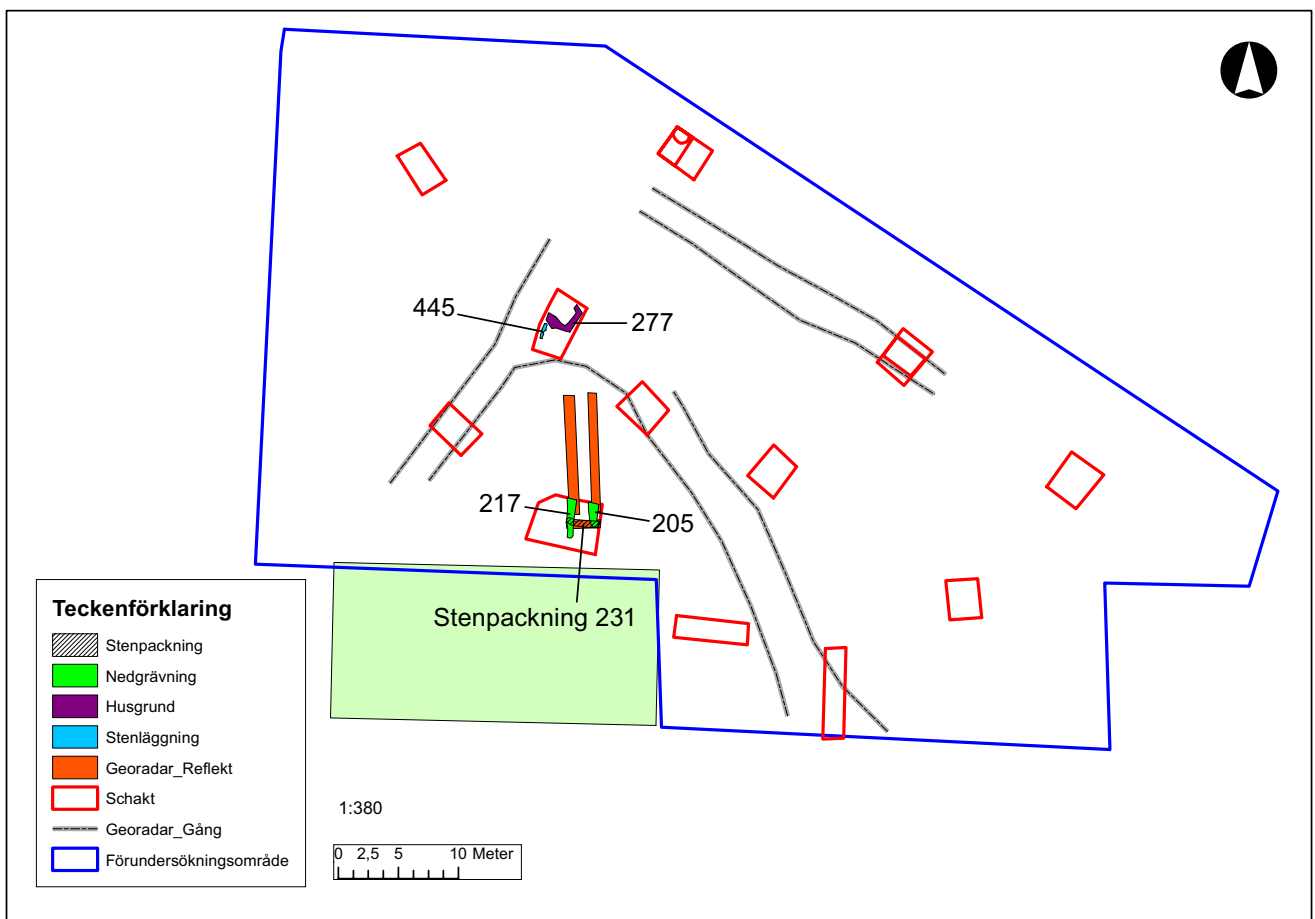 445
277
217
205
Stenpackning 231
Teckenförklaring
Stenpackning
Nedgrävning
Husgrund
Stenläggning
Georadar_Reflekt
Schakt
Georadar_Gång
Förundersökningsområde
1:380
0 2,5 5 10 Meter